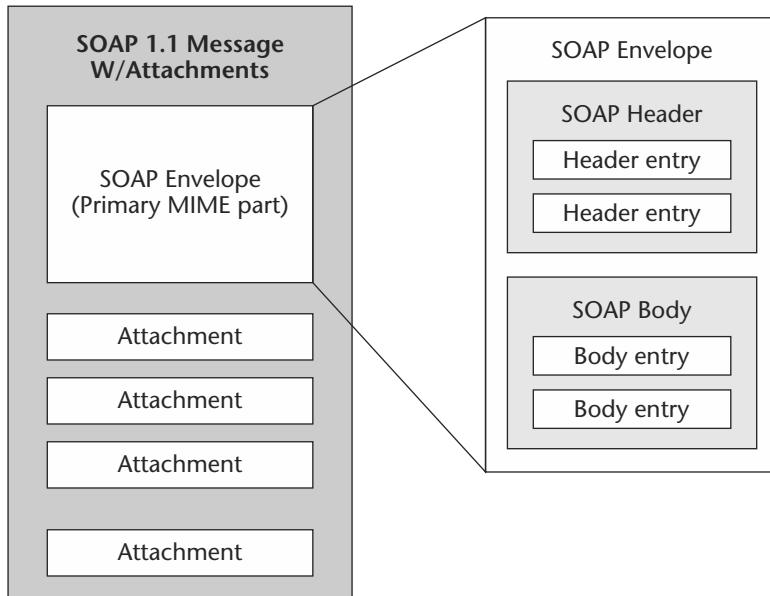 SOAP 1.1 Message
W/Attachments
SOAP Envelope
(Primary MIME part)
Attachment
Attachment
Attachment
Attachment
SOAP Envelope
SOAP Header
Header entry
Header entry
SOAP Body
Body entry
Body entry